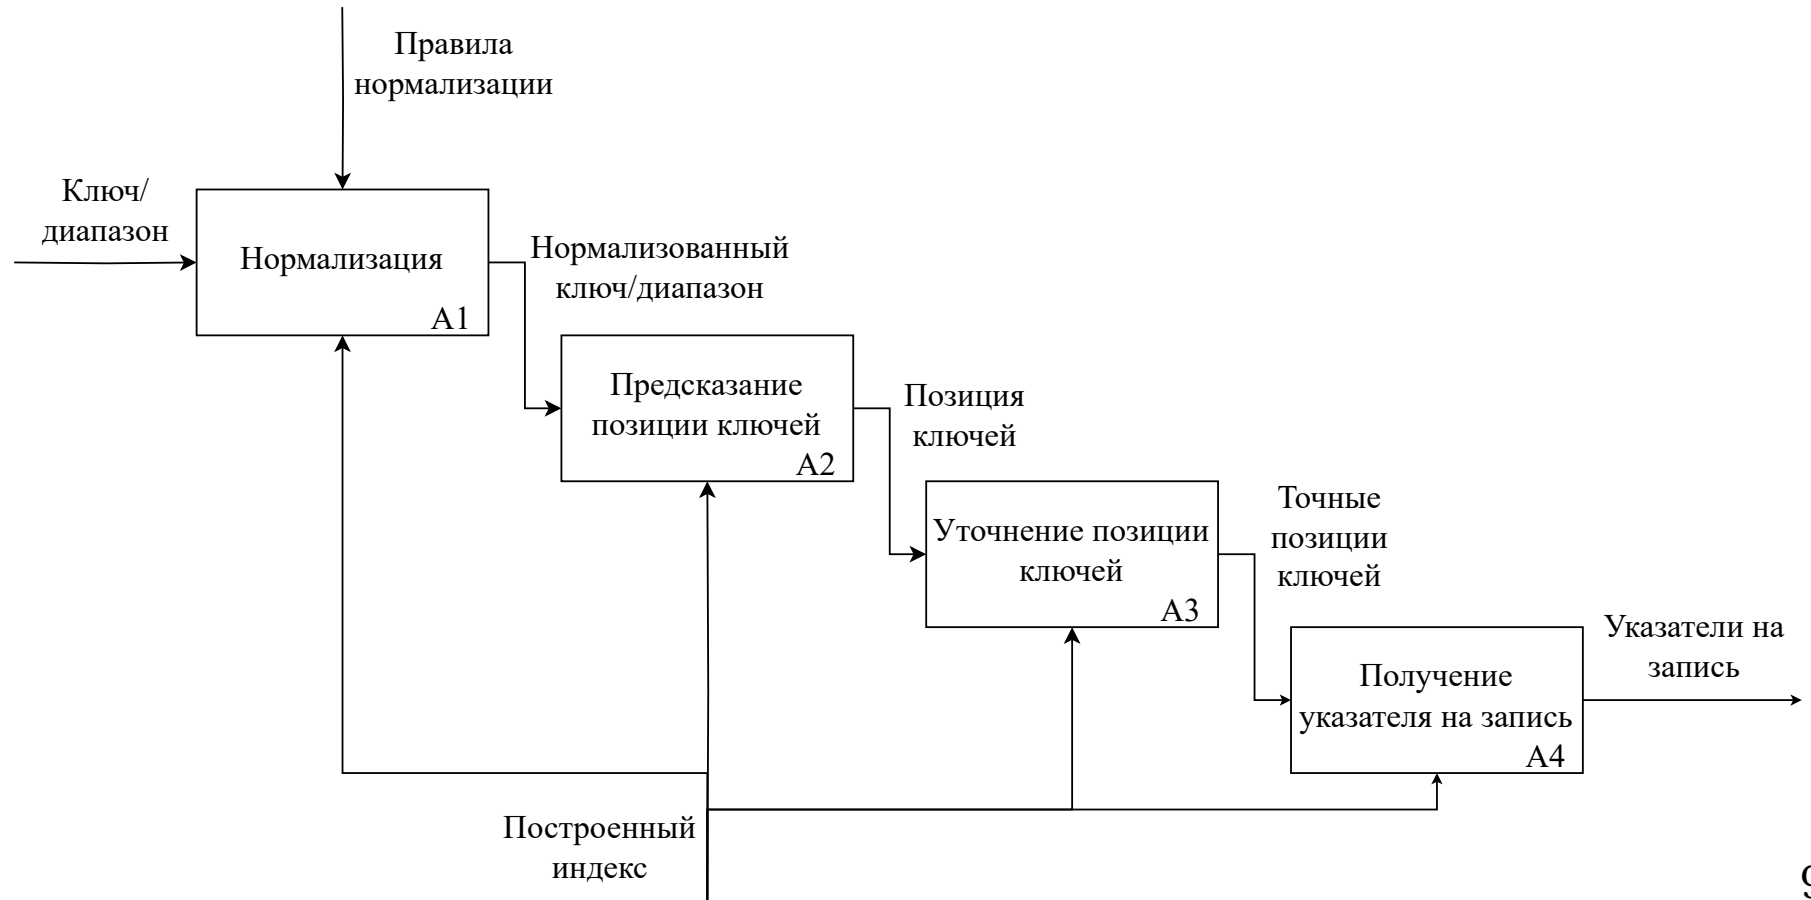 Правила
нормализации
Ключ/
диапазон
Нормализация
A1
Нормализованный
ключ/диапазон
Предсказание
позиции ключей
A2
Позиция
ключей
Уточнение позиции
ключей
A3
Точные
позиции
ключей
Получение
указателя на запись
A4
Указатели на
запись
Построенный
индекс
9